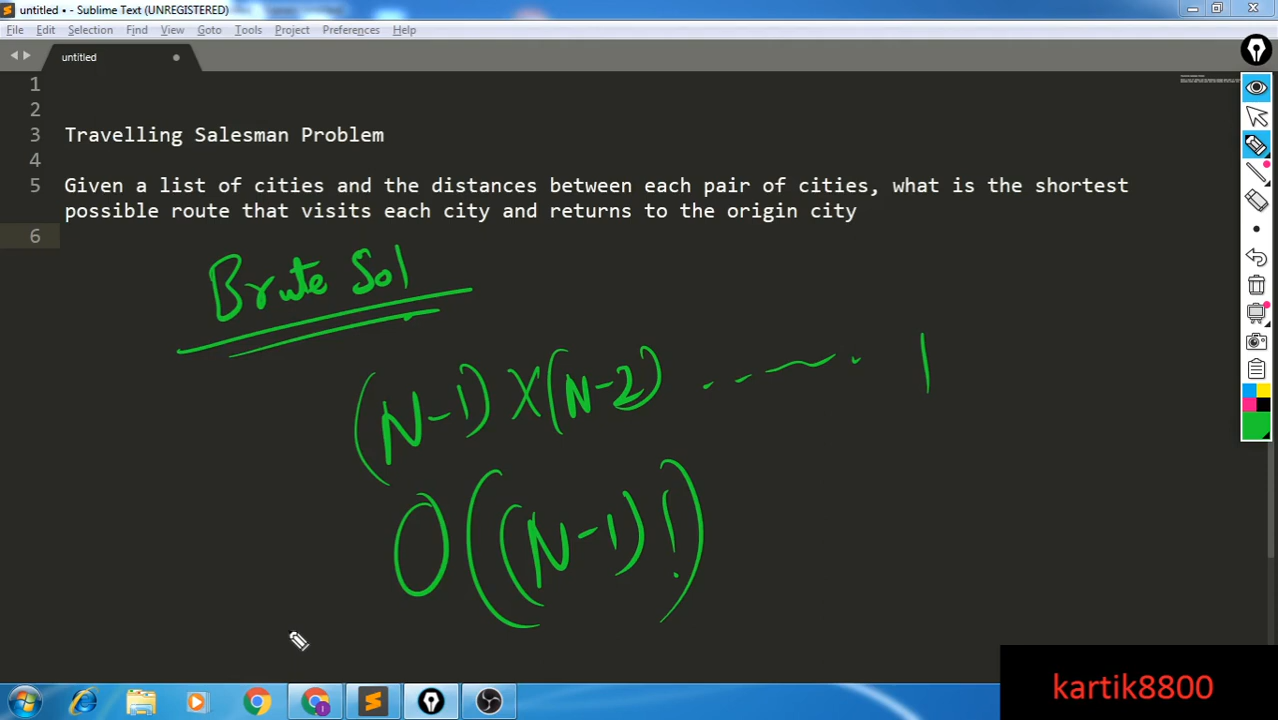 untitled • - Sublime Text (UNREGISTERED)
File Edit Selection Find View Goto Tools Project Preferences Help
untitled
1
2
3 Travelling Salesman Problem
4
5 Given a list of cities and the distances between each pair of cities, what is the shortest
possible route that visits each city and returns to the origin city
6
Brute Sol
(N-1) X (N-2) ........ 1
O((N-1)!)
kartik8800